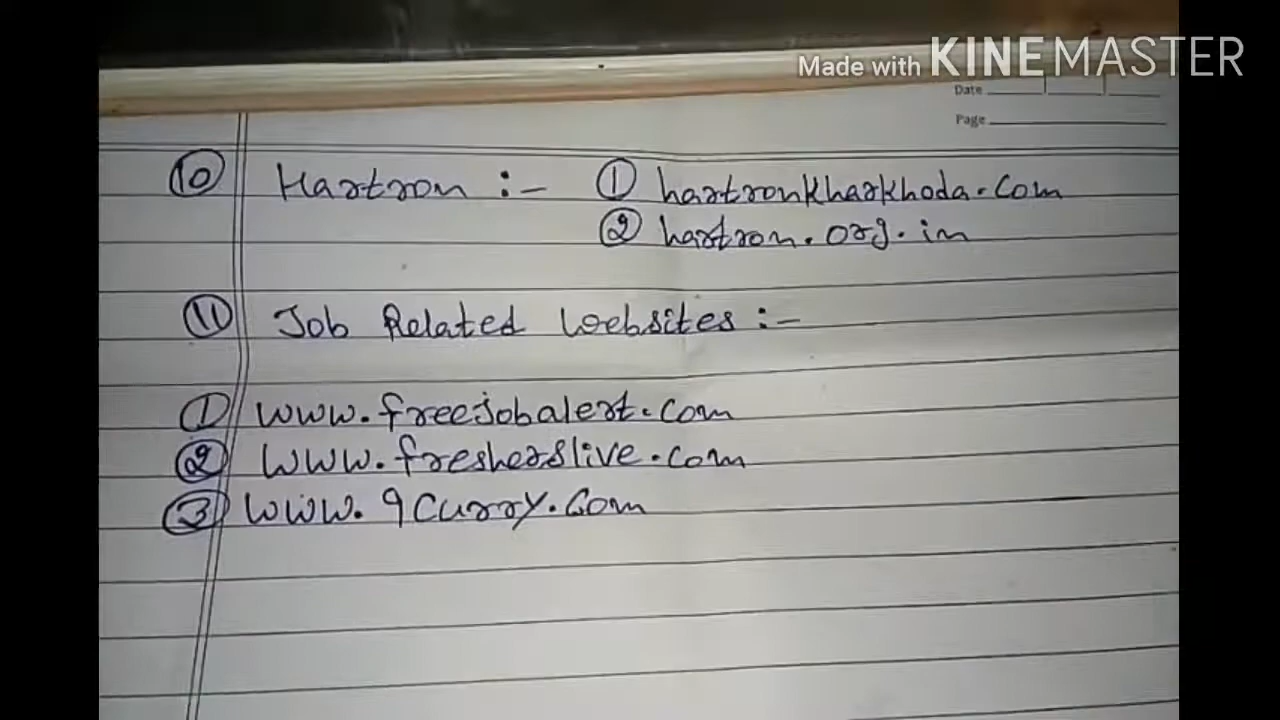 Made with KINEMASTER
Date
Page
10 Hartron :- 1 hartronkharkhoda.com
2 hartron.org.in
11 Job Related Websites :-
1 www.freejobalert.com
2 www.fresherslive.com
3 www.9curry.com